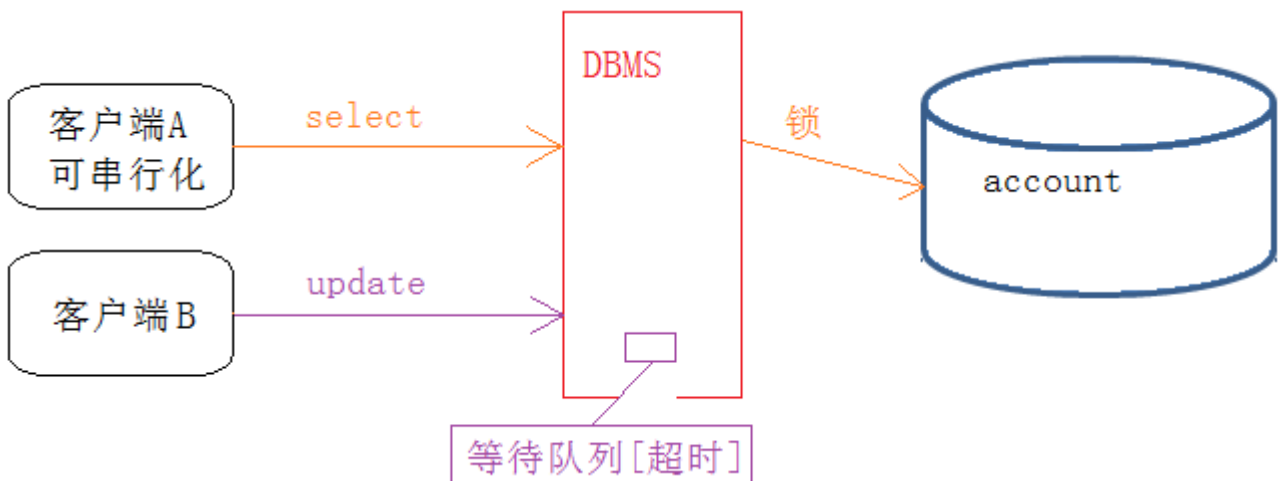 DBMS
客户端A
可串行化
select
锁
account
客户端B
update
等待队列[超时]